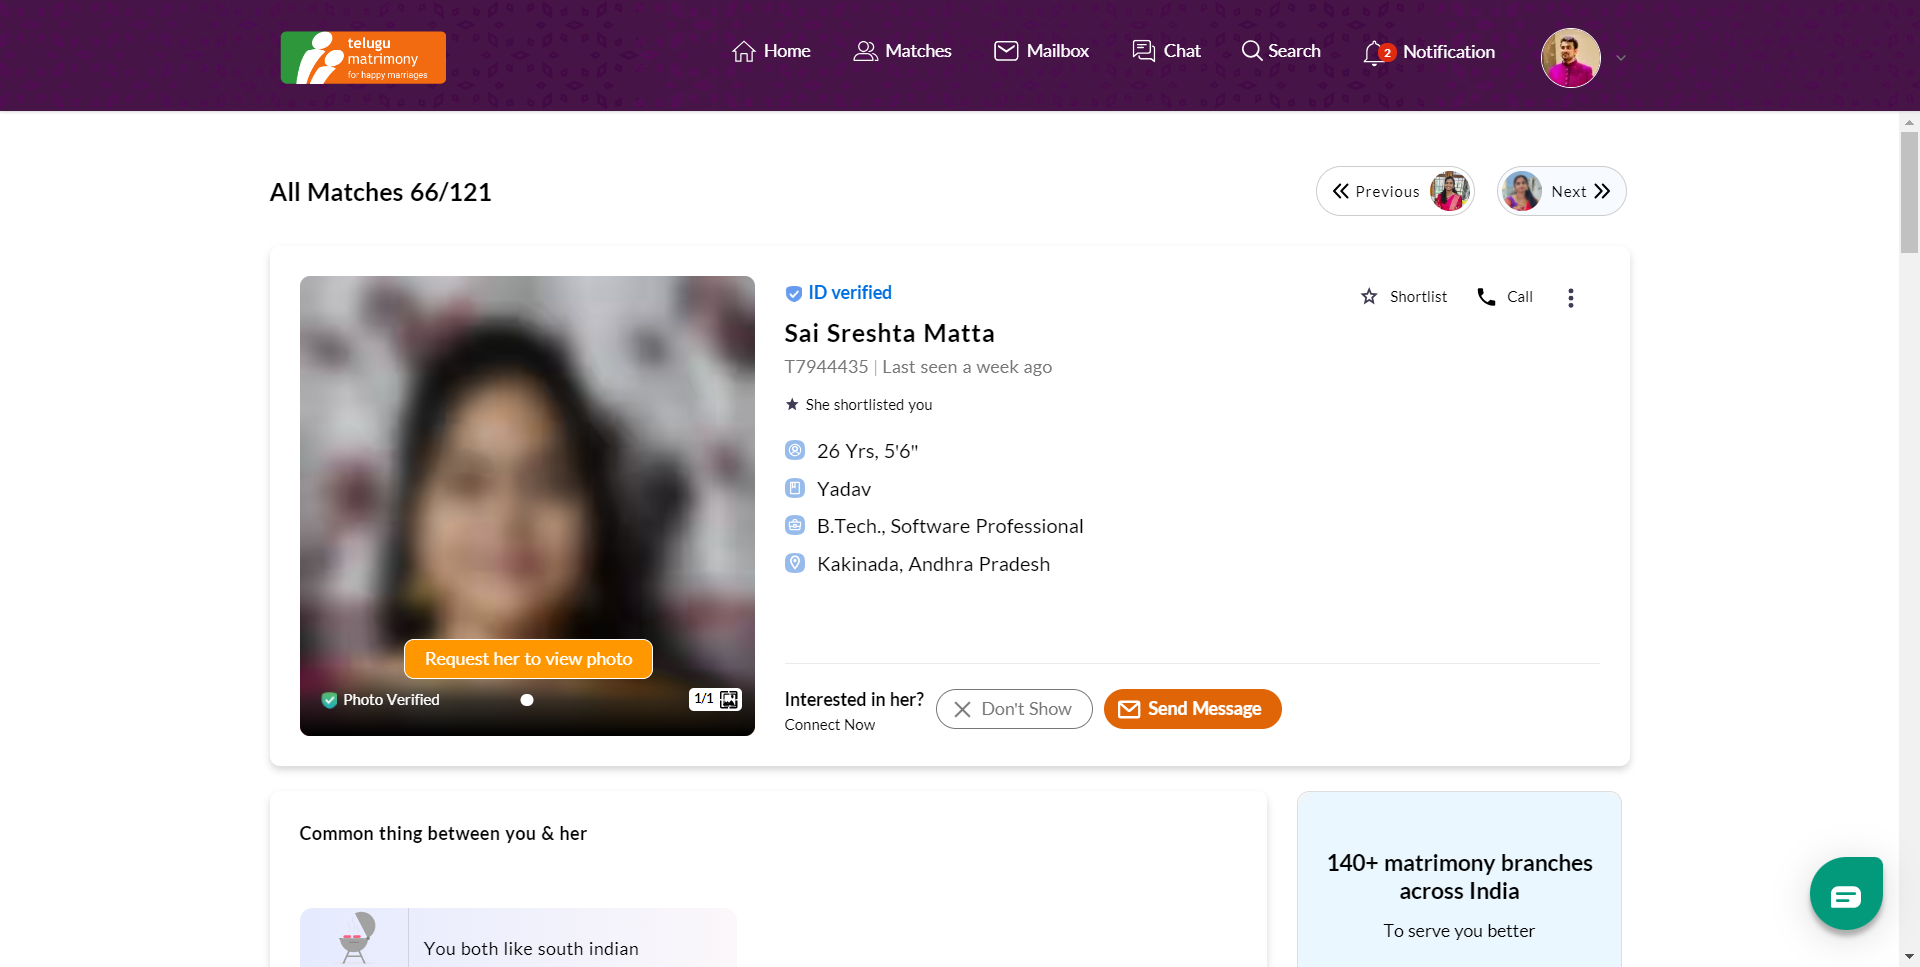 telugu
matrimony
for happy marriages
Home
Matches
Mailbox
Chat
Search
2
Notification
All Matches 66/121
Previous
Next
ID verified
Shortlist
Call
Sai Sreshta Matta
T7944435 | Last seen a week ago
She shortlisted you
26 Yrs, 5'6"
Yadav
B.Tech., Software Professional
Kakinada, Andhra Pradesh
Request her to view photo
Photo Verified
1/1
Interested in her?
Connect Now
Don't Show
Send Message
Common thing between you & her
You both like south indian
140+ matrimony branches
across India
To serve you better